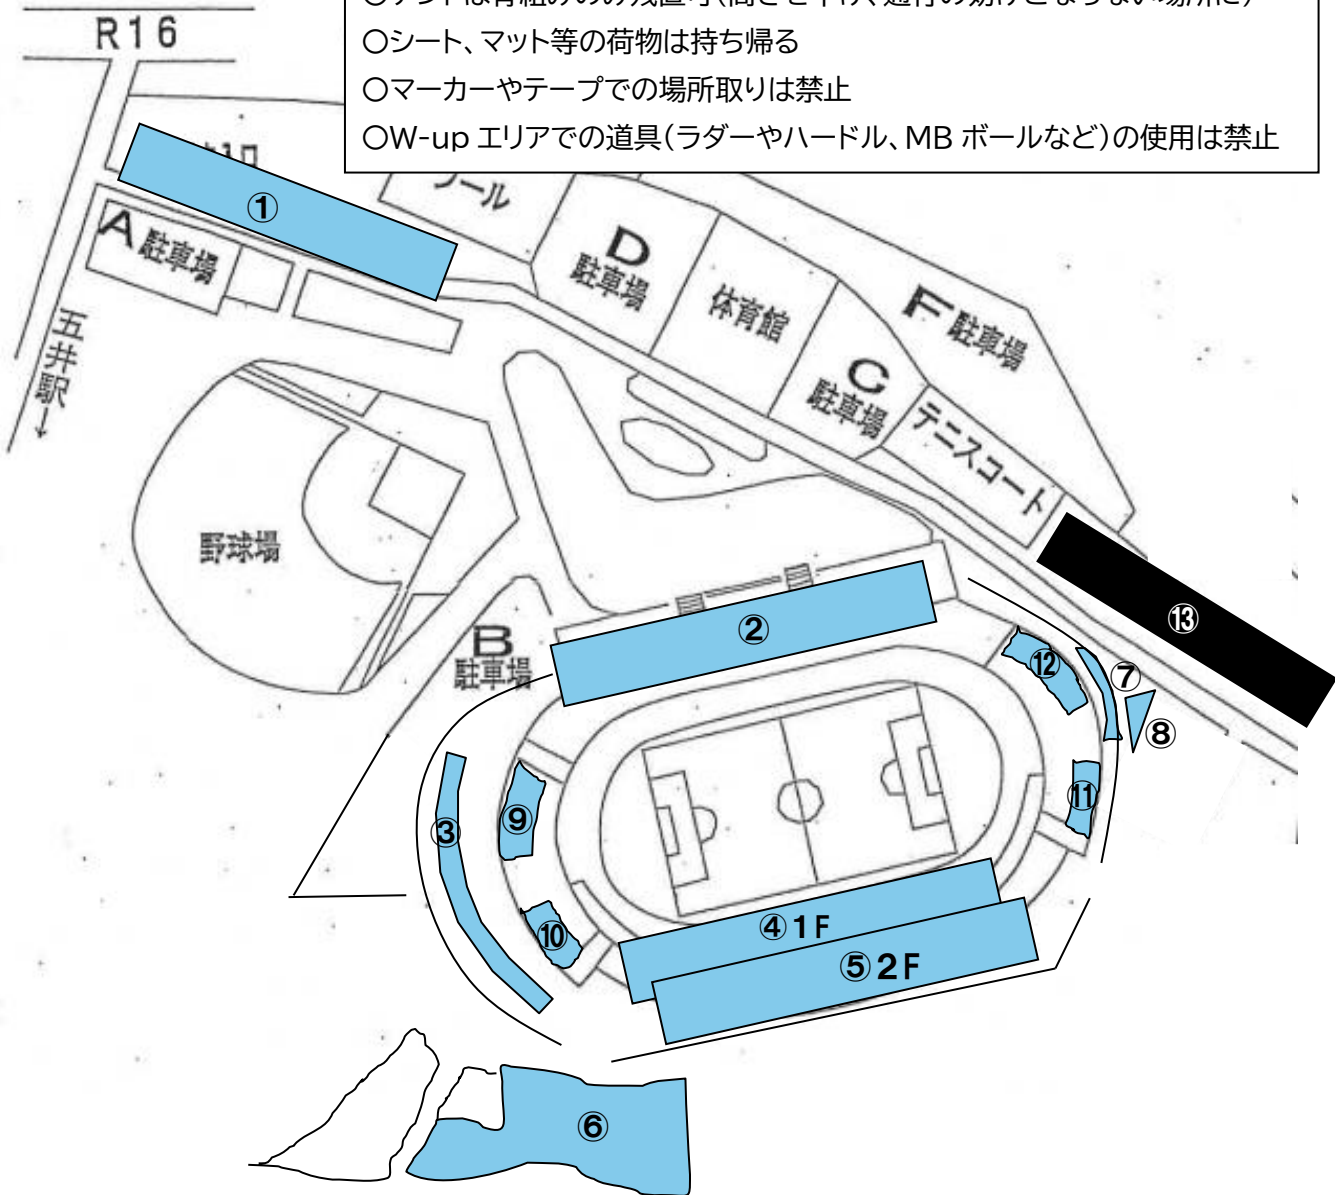 R16
○シート、マット等の荷物は持ち帰る
○マーカーやテープでの場所取りは禁止
○W-up エリアでの道具(ラダーやハードル、MB ボールなど)の使用は禁止
①
A 駐車場
D
駐車場
体育館
F 駐車場
C
駐車場
テニスコート
五井駅→
野球場
B
駐車場
②
⑬
⑫
⑦
⑧
⑪
③
⑨
⑩
④1F
⑤2F
⑥